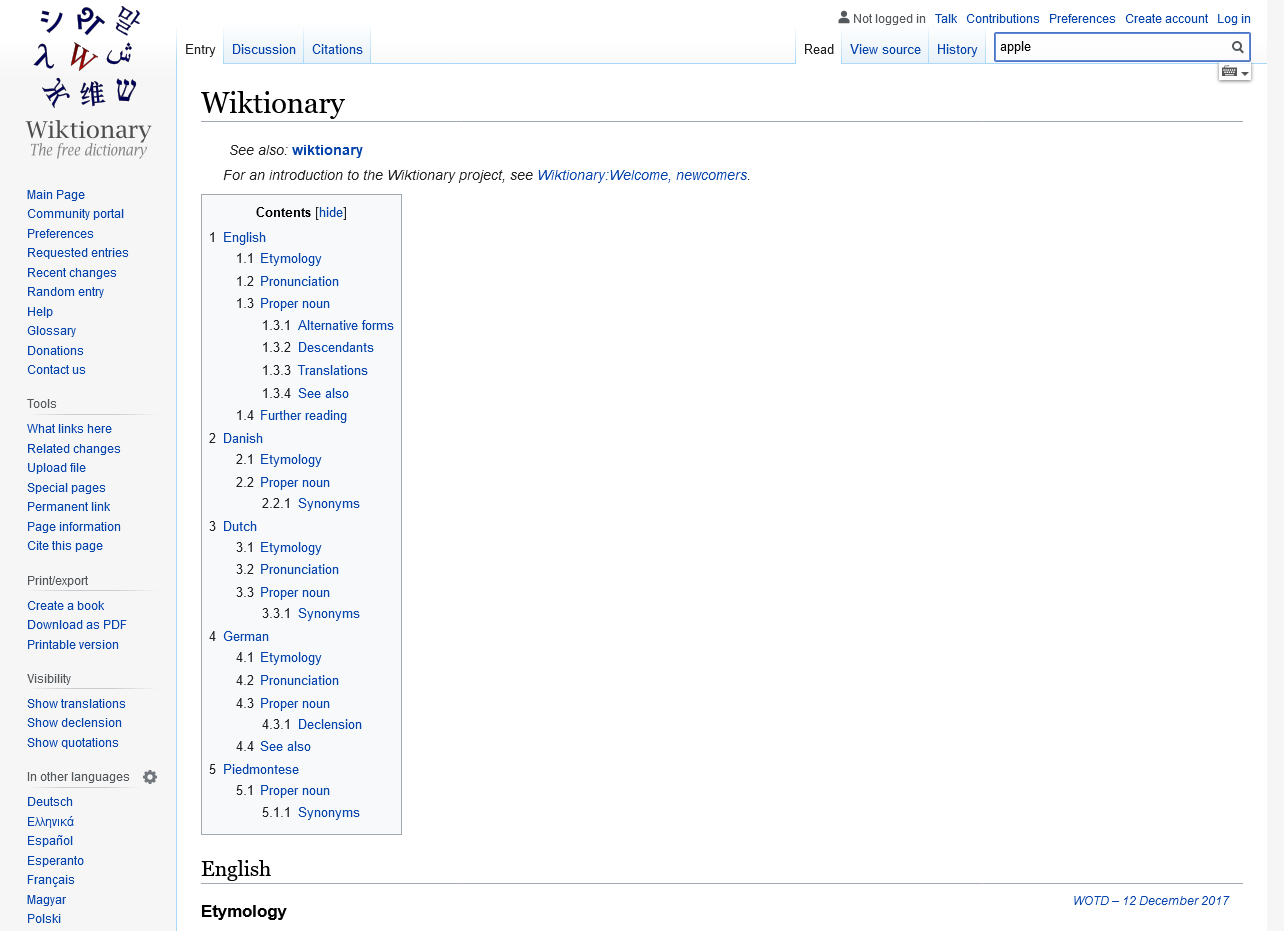 Wiktionary
The free dictionary
Not logged in Talk Contributions Preferences Create account Log in
Entry Discussion Citations
Read View source History
apple
Main Page
Community portal
Preferences
Requested entries
Recent changes
Random entry
Help
Glossary
Donations
Contact us
Tools
What links here
Related changes
Upload file
Special pages
Permanent link
Page information
Cite this page
Print/export
Create a book
Download as PDF
Printable version
Visibility
Show translations
Show declension
Show quotations
In other languages
Deutsch
Ελληνικά
Español
Esperanto
Français
Magyar
Polski
Wiktionary
See also: wiktionary
For an introduction to the Wiktionary project, see Wiktionary:Welcome, newcomers.
Contents [hide]
1 English
1.1 Etymology
1.2 Pronunciation
1.3 Proper noun
1.3.1 Alternative forms
1.3.2 Descendants
1.3.3 Translations
1.3.4 See also
1.4 Further reading
2 Danish
2.1 Etymology
2.2 Proper noun
2.2.1 Synonyms
3 Dutch
3.1 Etymology
3.2 Pronunciation
3.3 Proper noun
3.3.1 Synonyms
4 German
4.1 Etymology
4.2 Pronunciation
4.3 Proper noun
4.3.1 Declension
4.4 See also
5 Piedmontese
5.1 Proper noun
5.1.1 Synonyms
English
WOTD – 12 December 2017
Etymology